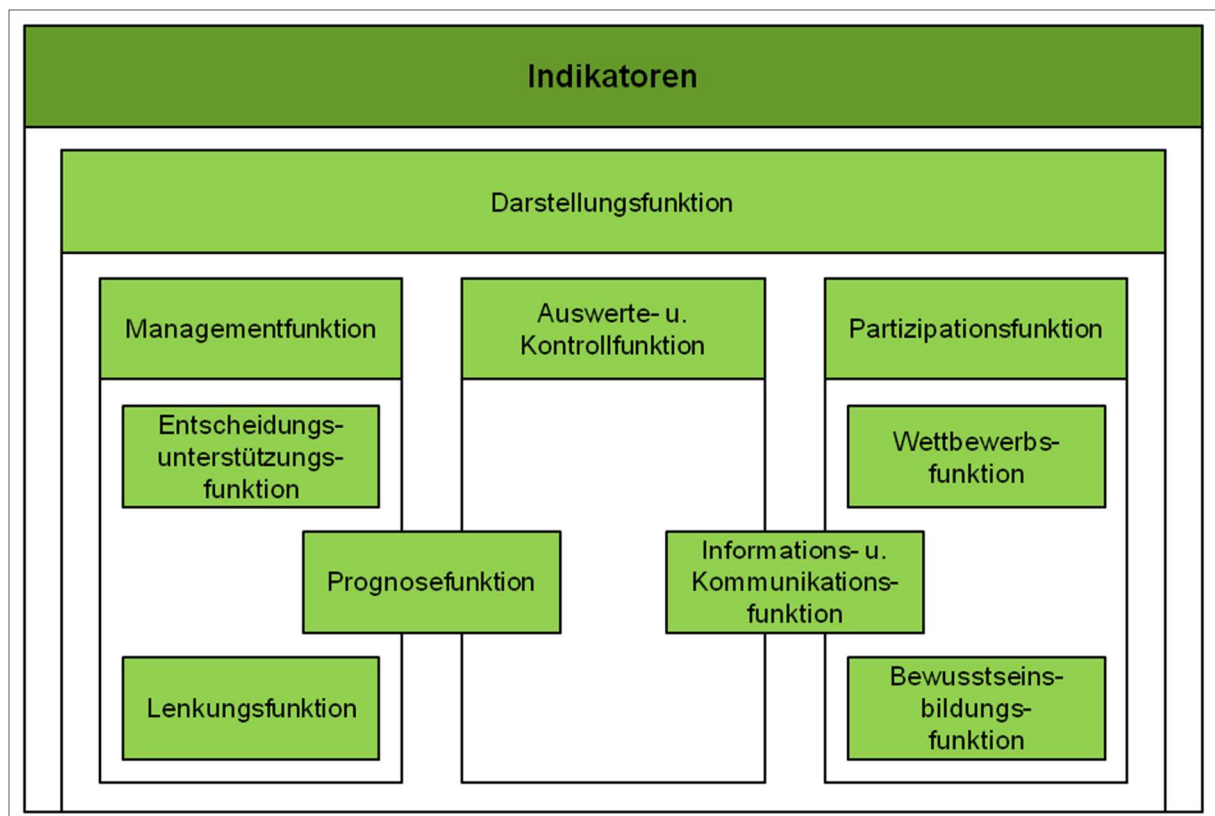 Indikatoren
Darstellungsfunktion
Managementfunktion
Auswerte- u.
Kontrollfunktion
Partizipationsfunktion
Entscheidungs-
unterstützungs-
funktion
Wettbewerbs-
funktion
Prognosefunktion
Informations- u.
Kommunikations-
funktion
Lenkungsfunktion
Bewusstseins-
bildungs-
funktion